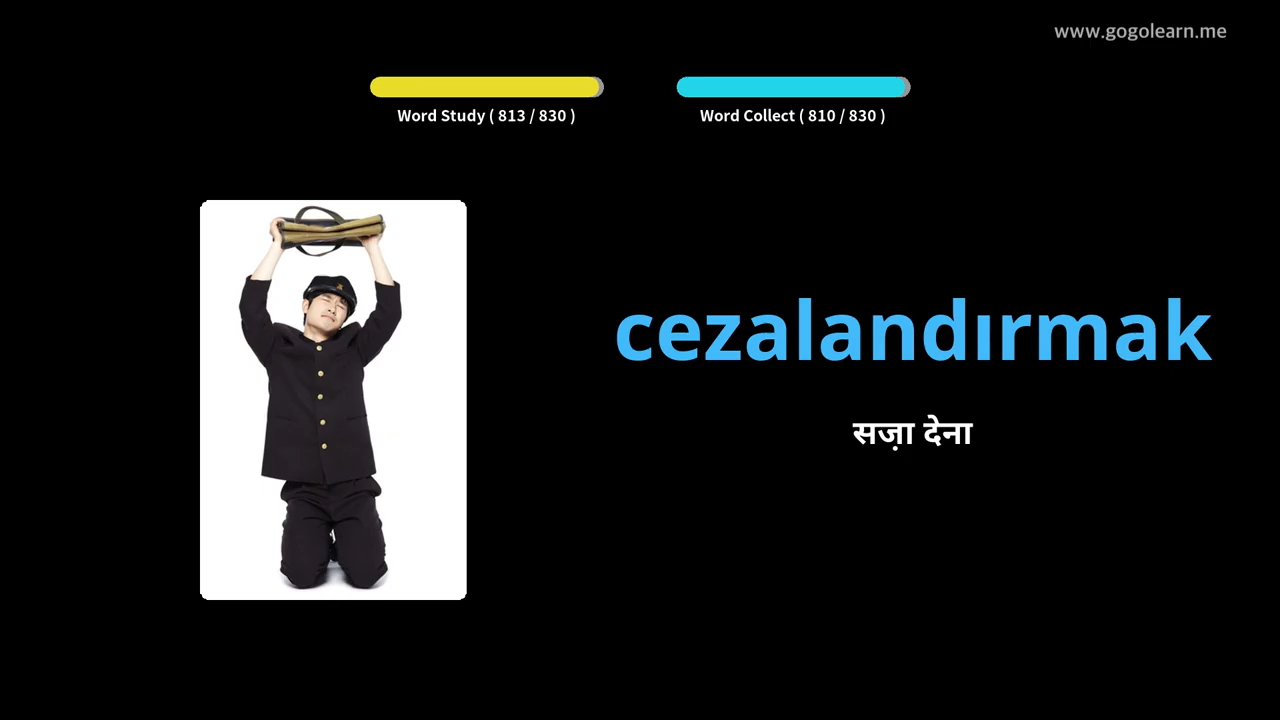 www.gogolearn.me
Word Study ( 813 / 830 )
Word Collect ( 810 / 830 )
cezalandırmak
सज़ा देना